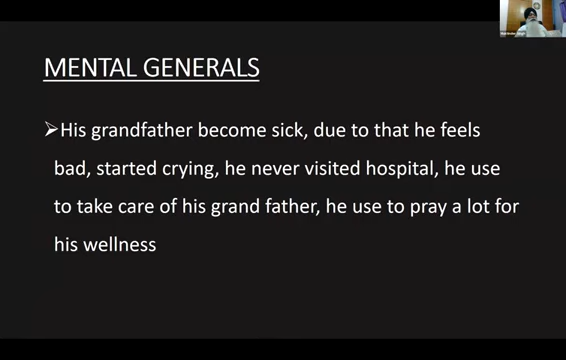 MENTAL GENERALS
➢His grandfather become sick, due to that he feels
bad, started crying, he never visited hospital, he use
to take care of his grand father, he use to pray a lot for
his wellness